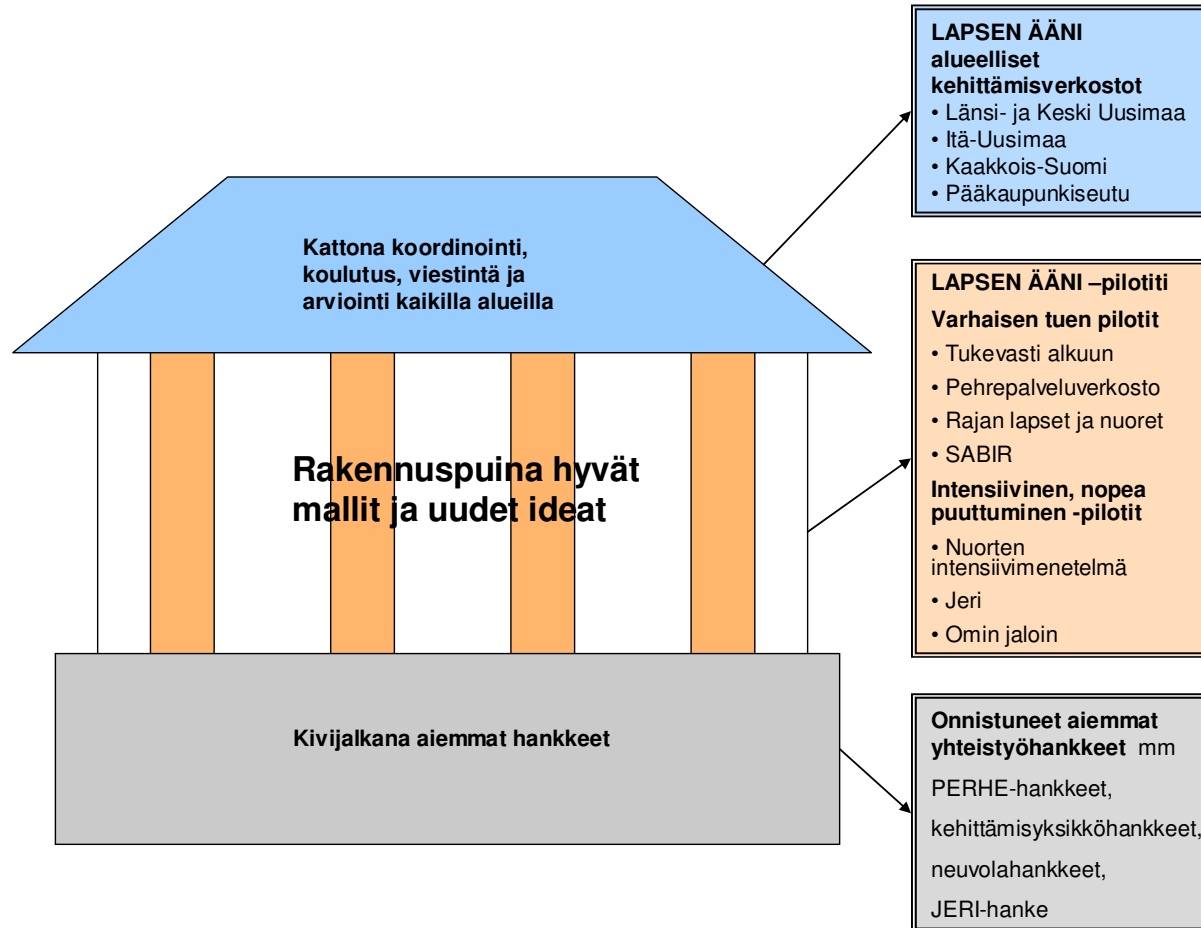 Kattona koordinointi,
koulutus, viestintä ja
arviointi kaikilla alueilla
Rakennuspuina hyvät
mallit ja uudet ideat
Kivijalkana aiemmat hankkeet
LAPSEN ÄÄNI
alueelliset
kehittämisverkostot
• Länsi- ja Keski Uusimaa
• Itä-Uusimaa
• Kaakkois-Suomi
• Pääkaupunkiseutu
LAPSEN ÄÄNI –pilotiti
Varhaisen tuen pilotit
• Tukevasti alkuun
• Pehrepalveluverkosto
• Rajan lapset ja nuoret
• SABIR
Intensiivinen, nopea
puuttuminen -pilotit
• Nuorten
intensiivimenetelmä
• Jeri
• Omin jaloin
Onnistuneet aiemmat
yhteistyöhankkeet mm
PERHE-hankkeet,
kehittämisyksikköhankkeet,
neuvolahankkeet,
JERI-hanke